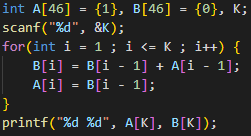 int A[46] = {1}, B[46] = {0}, K;
scanf("%d", &K);
for(int i = 1 ; i <= K ; i++) {
    B[i] = B[i - 1] + A[i - 1];
    A[i] = B[i - 1];
}
printf("%d %d", A[K], B[K]);